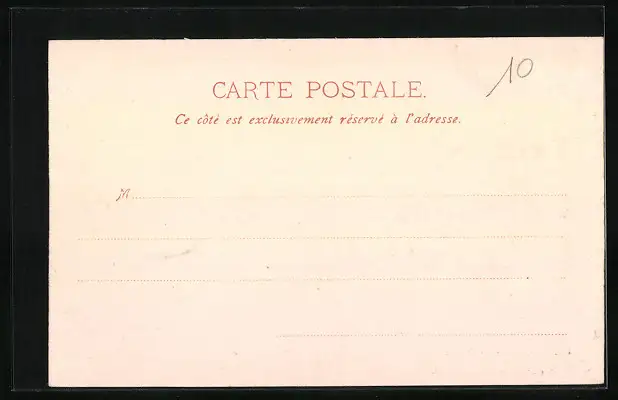 10
CARTE POSTALE.
Ce côté est exclusivement réservé à l'adresse.
M